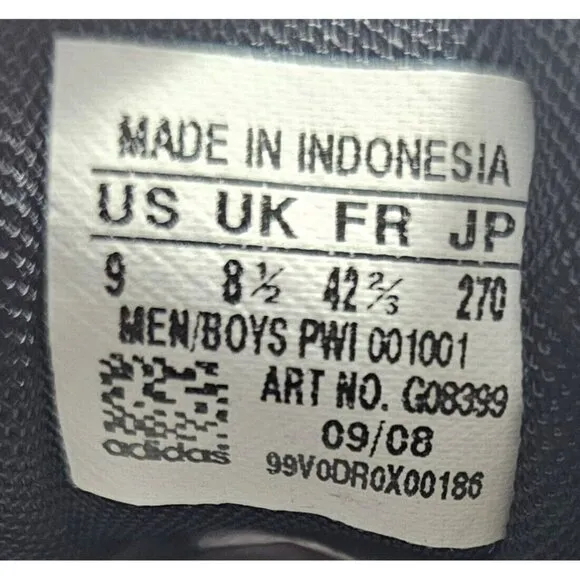 MADE IN INDONESIA
US UK FR JP
9 8½ 42⅔ 270
MEN/BOYS PWI 001001
ART NO. G08399
09/08
adidas 99V0DR0X00186